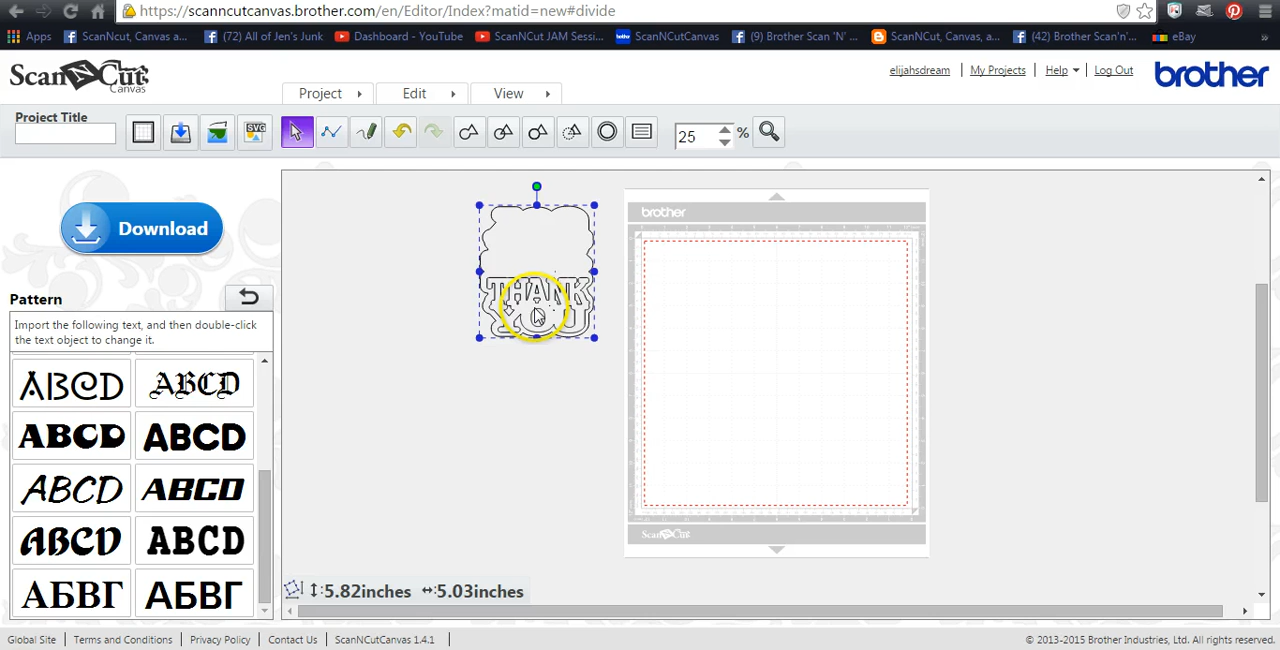 https://scanncutcanvas.brother.com/en/Editor/Index?matid=new#divide
Apps ScanNcut, Canvas a... (72) All of Jen's Junk Dashboard - YouTube ScanNCut JAM Sessi... ScanNCutCanvas (9) Brother Scan 'N' ... ScanNCut, Canvas, a... (42) Brother Scan'n'... eBay »
ScanNCut Canvas
Project Edit View
elijahsdream My Projects Help Log Out
brother
Project Title
SVG
25 %
Download
Pattern
Import the following text, and then double-click
the text object to change it.
ABCD ABCD
ABCD ABCD
ABCD ABCD
ABCD ABCD
АБВГ АБВГ
THANK
YOU
brother
ScanNCut
5.82inches 5.03inches
Global Site Terms and Conditions Privacy Policy Contact Us ScanNCutCanvas 1.4.1 © 2013-2015 Brother Industries, Ltd. All rights reserved.